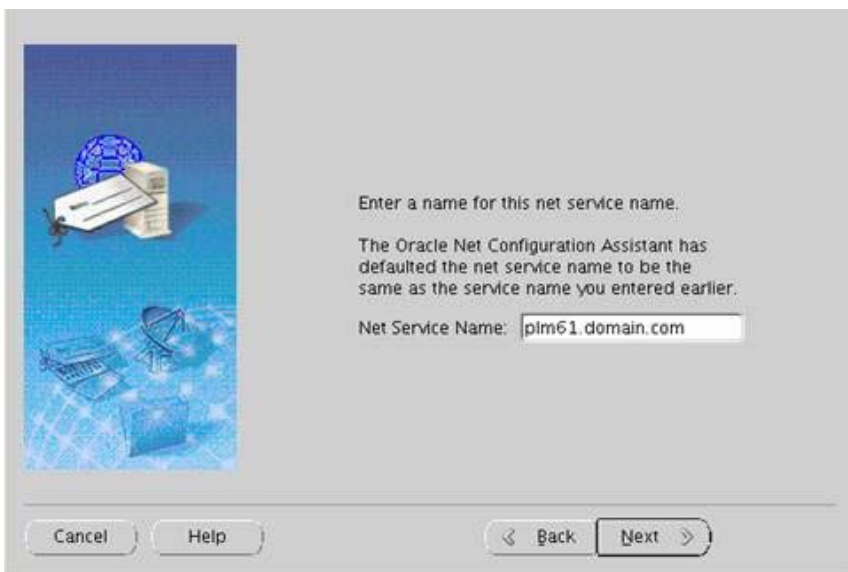 Enter a name for this net service name.
The Oracle Net Configuration Assistant has
defaulted the net service name to be the
same as the service name you entered earlier.
Net Service Name: plm61.domain.com
Cancel Help Back Next